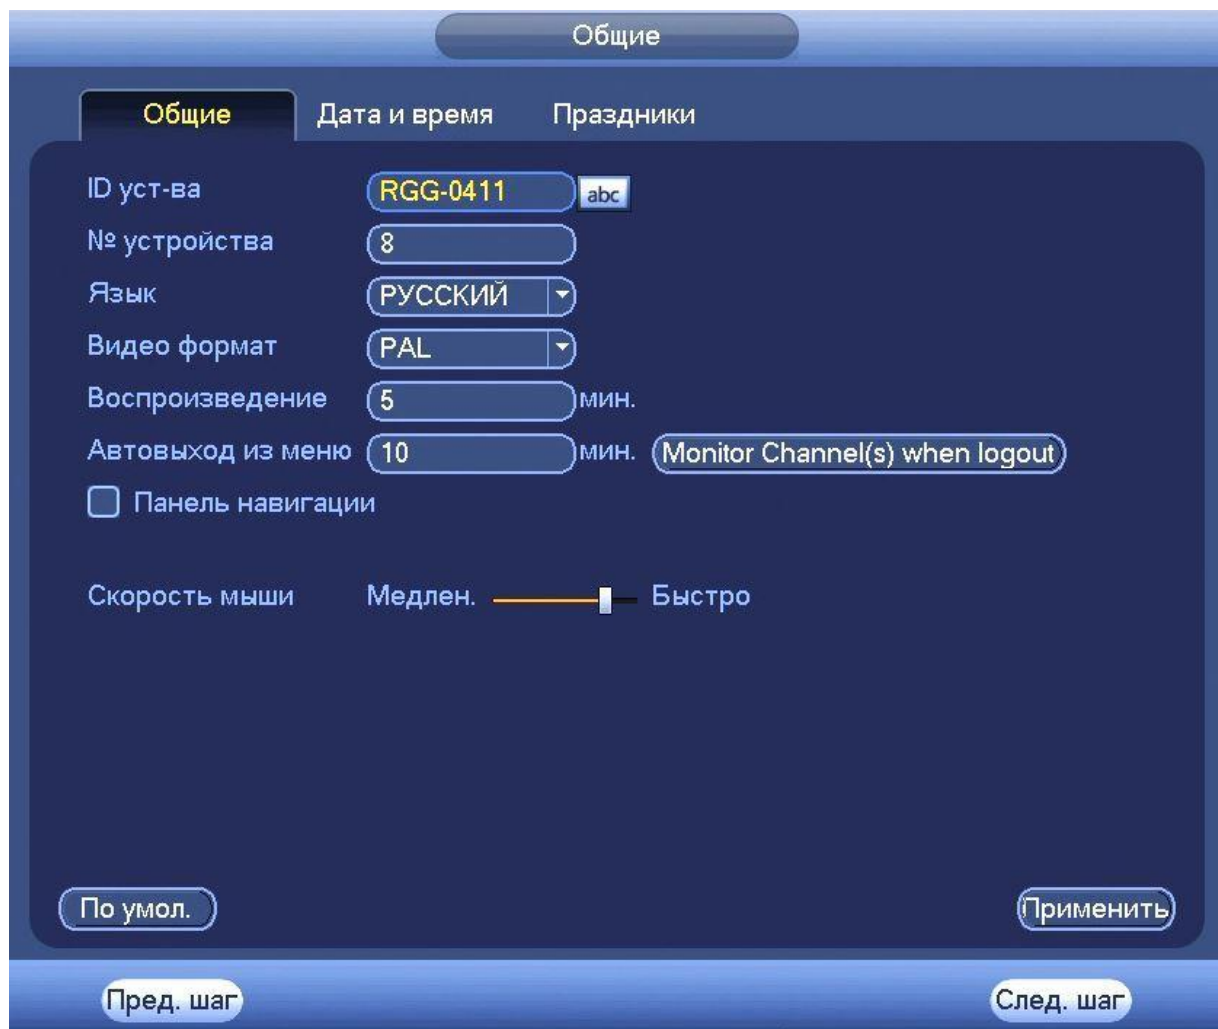 Общие
Общие Дата и время Праздники
ID уст-ва RGG-0411 abc
№ устройства 8
Язык РУССКИЙ
Видео формат PAL
Воспроизведение 5 мин.
Автовыход из меню 10 мин. Monitor Channel(s) when logout
Панель навигации
Скорость мыши Медлен. Быстро
По умол. Применить
Пред. шаг След. шаг